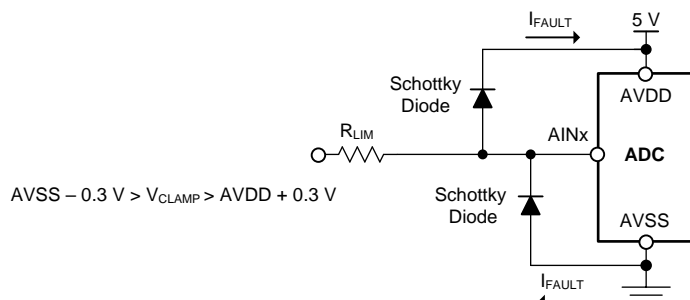 I_FAULT
5 V
Schottky
Diode
AVDD
R_LIM
AINx
ADC
AVSS – 0.3 V > V_CLAMP > AVDD + 0.3 V
Schottky
Diode
AVSS
I_FAULT